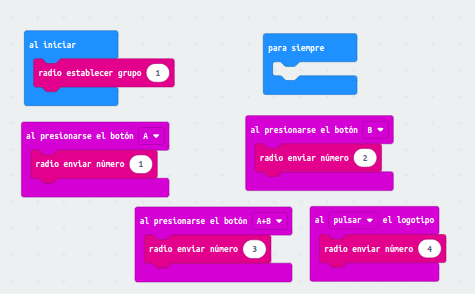 al iniciar
radio establecer grupo 1
para siempre
al presionarse el botón A
radio enviar número 1
al presionarse el botón B
radio enviar número 2
al presionarse el botón A+B
radio enviar número 3
al pulsar el logotipo
radio enviar número 4